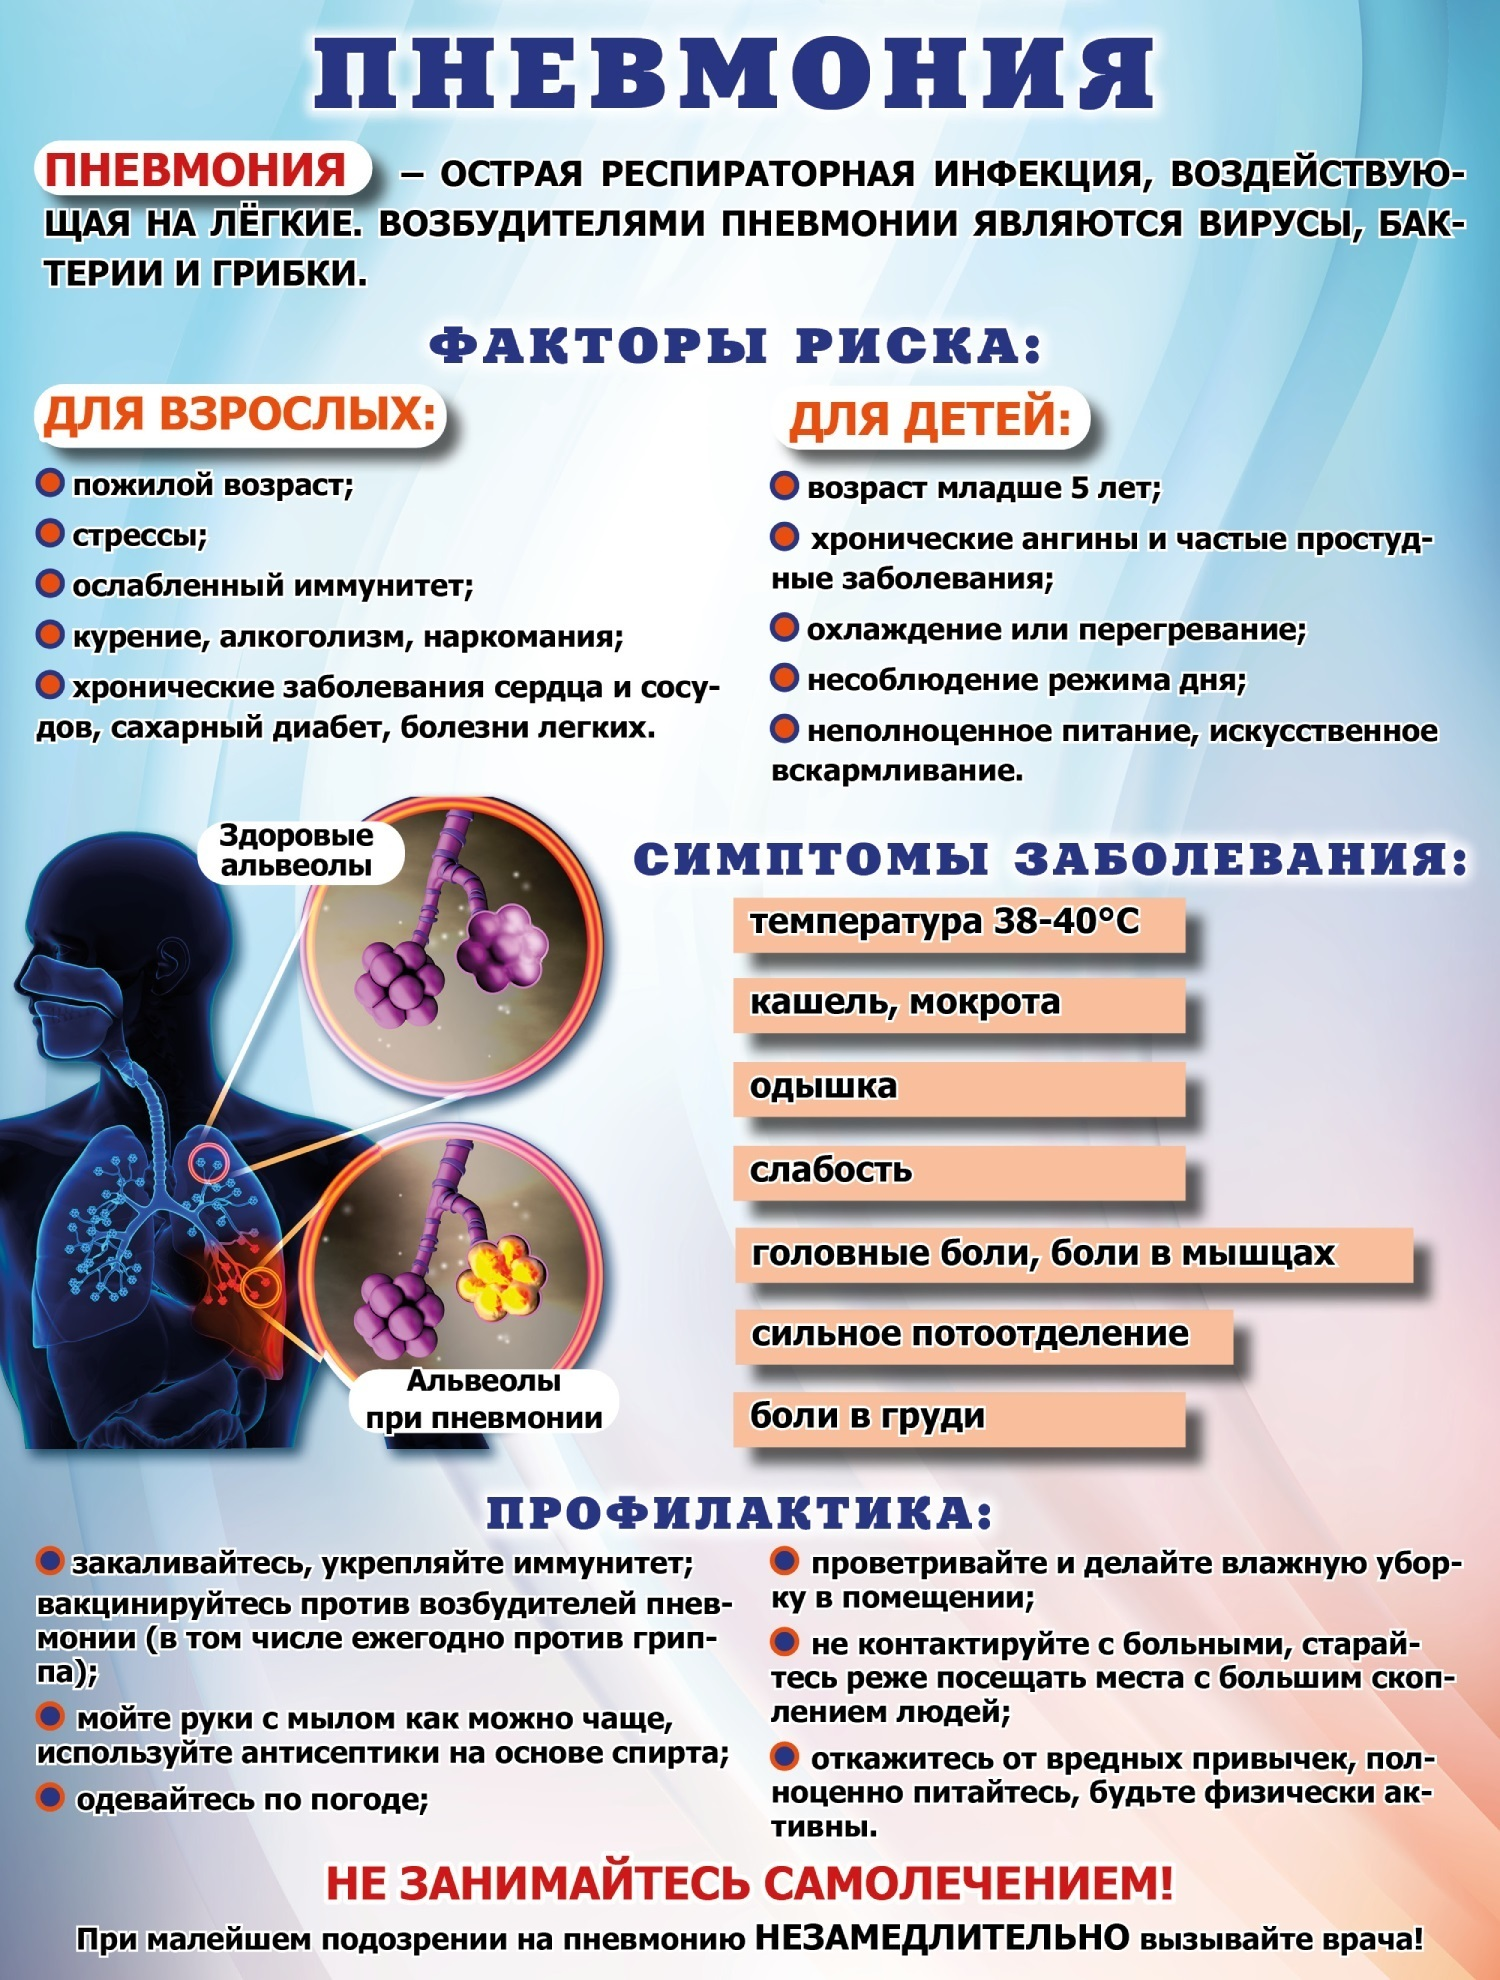 ПНЕВМОНИЯ
ПНЕВМОНИЯ – ОСТРАЯ РЕСПИРАТОРНАЯ ИНФЕКЦИЯ, ВОЗДЕЙСТВУЮ-
ЩАЯ НА ЛЁГКИЕ. ВОЗБУДИТЕЛЯМИ ПНЕВМОНИИ ЯВЛЯЮТСЯ ВИРУСЫ, БАК-
ТЕРИИ И ГРИБКИ.
ФАКТОРЫ РИСКА:
ДЛЯ ВЗРОСЛЫХ:
пожилой возраст;
стрессы;
ослабленный иммунитет;
курение, алкоголизм, наркомания;
хронические заболевания сердца и сосу-
дов, сахарный диабет, болезни легких.
ДЛЯ ДЕТЕЙ:
возраст младше 5 лет;
хронические ангины и частые простуд-
ные заболевания;
охлаждение или перегревание;
несоблюдение режима дня;
неполноценное питание, искусственное
вскармливание.
Здоровые
альвеолы
Альвеолы
при пневмонии
СИМПТОМЫ ЗАБОЛЕВАНИЯ:
температура 38-40°С
кашель, мокрота
одышка
слабость
головные боли, боли в мышцах
сильное потоотделение
боли в груди
ПРОФИЛАКТИКА:
закаливайтесь, укрепляйте иммунитет;
вакцинируйтесь против возбудителей пнев-
монии (в том числе ежегодно против грип-
па);
мойте руки с мылом как можно чаще,
используйте антисептики на основе спирта;
одевайтесь по погоде;
проветривайте и делайте влажную убор-
ку в помещении;
не контактируйте с больными, старай-
тесь реже посещать места с большим скоп-
лением людей;
откажитесь от вредных привычек, пол-
ноценно питайтесь, будьте физически ак-
тивны.
НЕ ЗАНИМАЙТЕСЬ САМОЛЕЧЕНИЕМ!
При малейшем подозрении на пневмонию НЕЗАМЕДЛИТЕЛЬНО вызывайте врача!